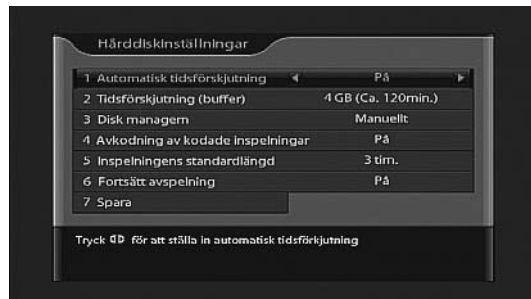 Hårddiskinställningar
1 Automatisk tidsförskjutning På
2 Tidsförskjutning (buffer) 4 GB (Ca. 120min.)
3 Disk managem Manuellt
4 Avkodning av kodade inspelningar På
5 Inspelningens standardlängd 3 tim.
6 Fortsätt avspelning På
7 Spara
Tryck ◁▷ för att ställa in automatisk tidsförkjutning